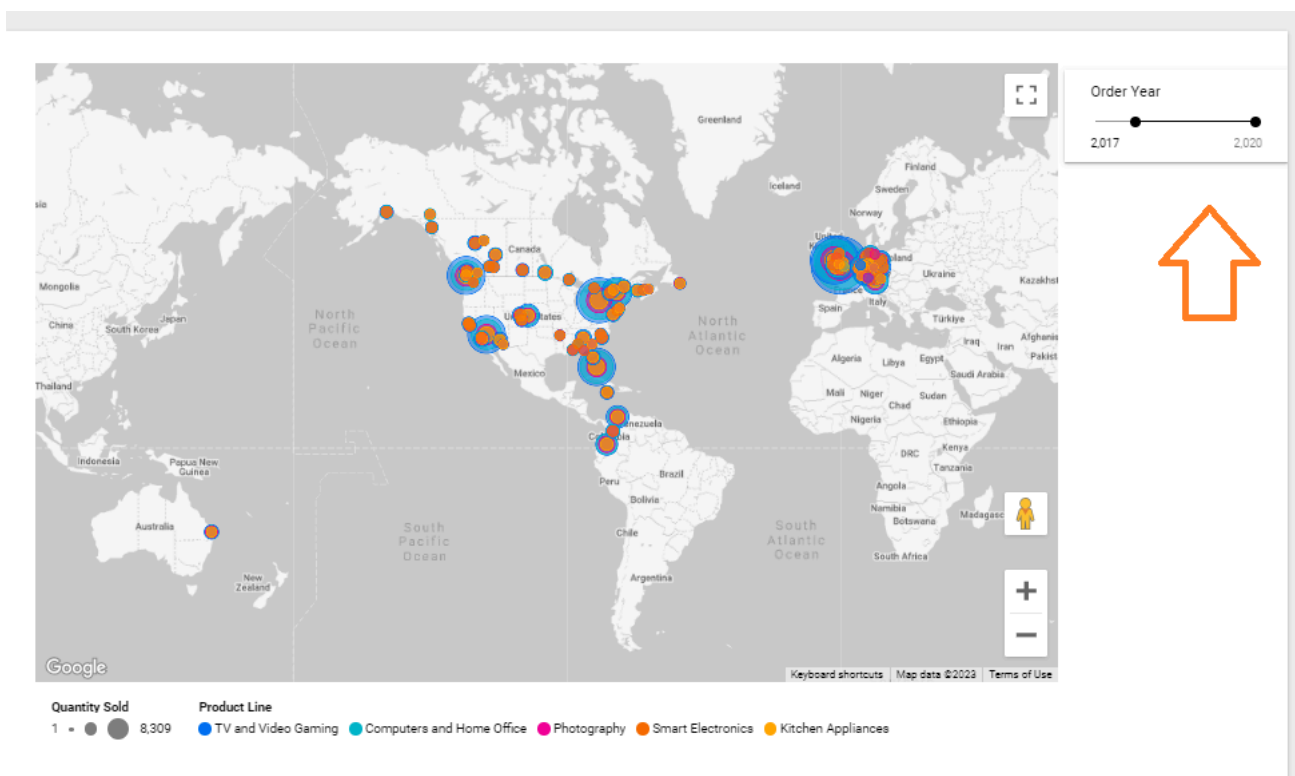 Order Year
2,017 2,020
Greenland
Finland
Iceland
Sweden
Norway
Canada
Ukraine
Kazakhst
Mongolia
France
Italy
Spain
Türkiye
China
South Korea
Japan
North
Pacific
Ocean
North
Atlantic
Ocean
Iraq
Iran
Afghanis
Pakist
Algeria
Libya
Egypt
Saudi Arabia
Mexico
Thailand
Mali
Niger
Chad
Sudan
Nigeria
Ethiopia
DRC
Kenya
Tanzania
Indonesia
Papua New
Guinea
Peru
Brazil
Bolivia
Angola
Namibia
Botswana
Madagasc
Australia
South
Pacific
Ocean
Chile
South
Atlantic
Ocean
South Africa
New
Zealand
Argentina
Google
Keyboard shortcuts Map data ©2023 Terms of Use
Quantity Sold Product Line
1 8,309 TV and Video Gaming Computers and Home Office Photography Smart Electronics Kitchen Appliances